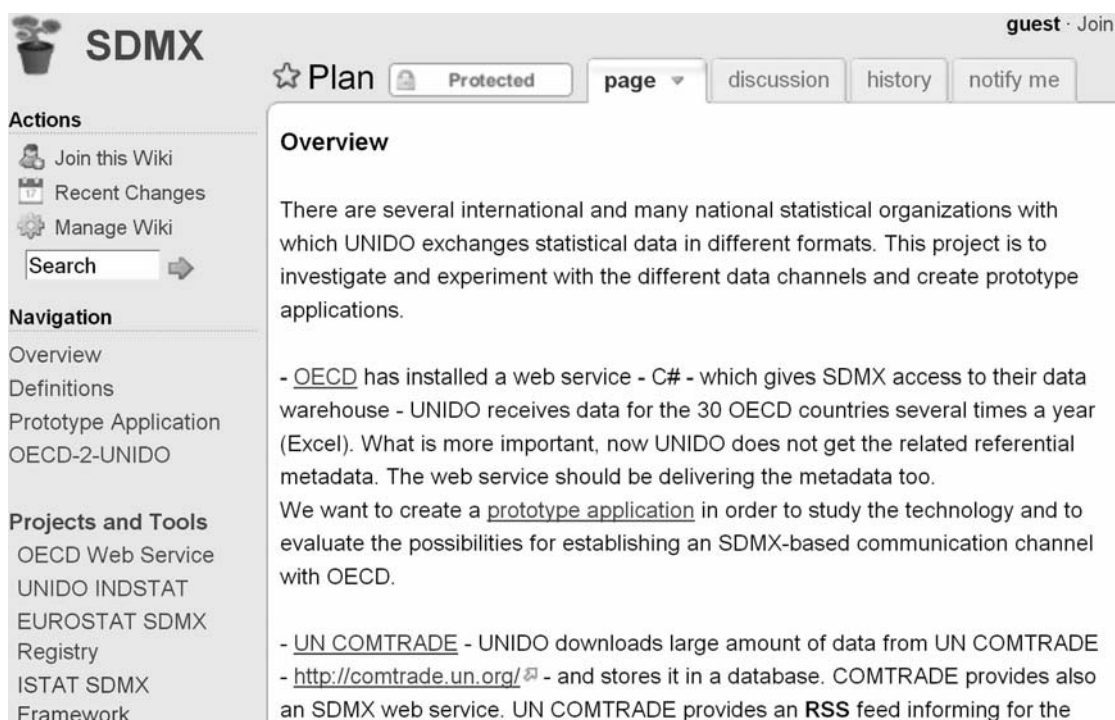 SDMX
guest · Join
Plan
Protected
page
discussion
history
notify me
Actions
Join this Wiki
Recent Changes
17
Manage Wiki
Search
Navigation
Overview
Definitions
Prototype Application
OECD-2-UNIDO
Projects and Tools
OECD Web Service
UNIDO INDSTAT
EUROSTAT SDMX
Registry
ISTAT SDMX
Framework
Overview
There are several international and many national statistical organizations with
which UNIDO exchanges statistical data in different formats. This project is to
investigate and experiment with the different data channels and create prototype
applications.
- OECD has installed a web service - C# - which gives SDMX access to their data
warehouse - UNIDO receives data for the 30 OECD countries several times a year
(Excel). What is more important, now UNIDO does not get the related referential
metadata. The web service should be delivering the metadata too.
We want to create a prototype application in order to study the technology and to
evaluate the possibilities for establishing an SDMX-based communication channel
with OECD.
- UN COMTRADE - UNIDO downloads large amount of data from UN COMTRADE
- http://comtrade.un.org/ - and stores it in a database. COMTRADE provides also
an SDMX web service. UN COMTRADE provides an RSS feed informing for the